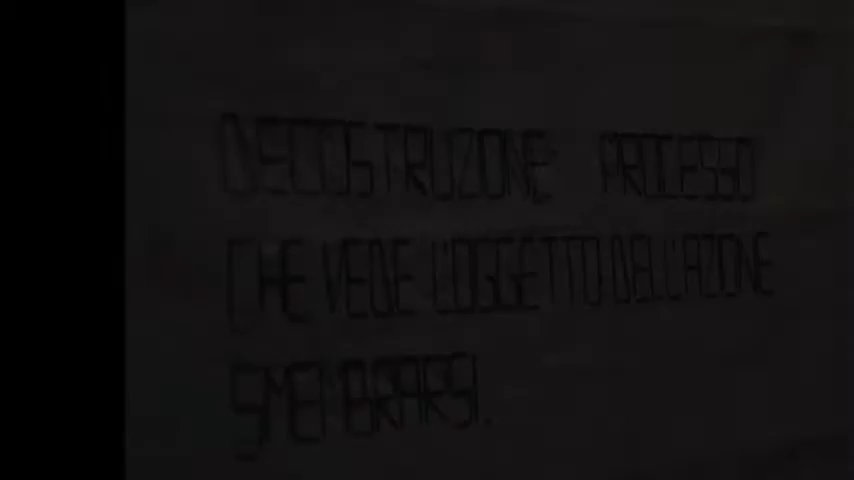 DECOSTRUZIONE PROCESSO
CHE VEDE L'OGGETTO DELL'AZIONE
SMEMBRARSI.